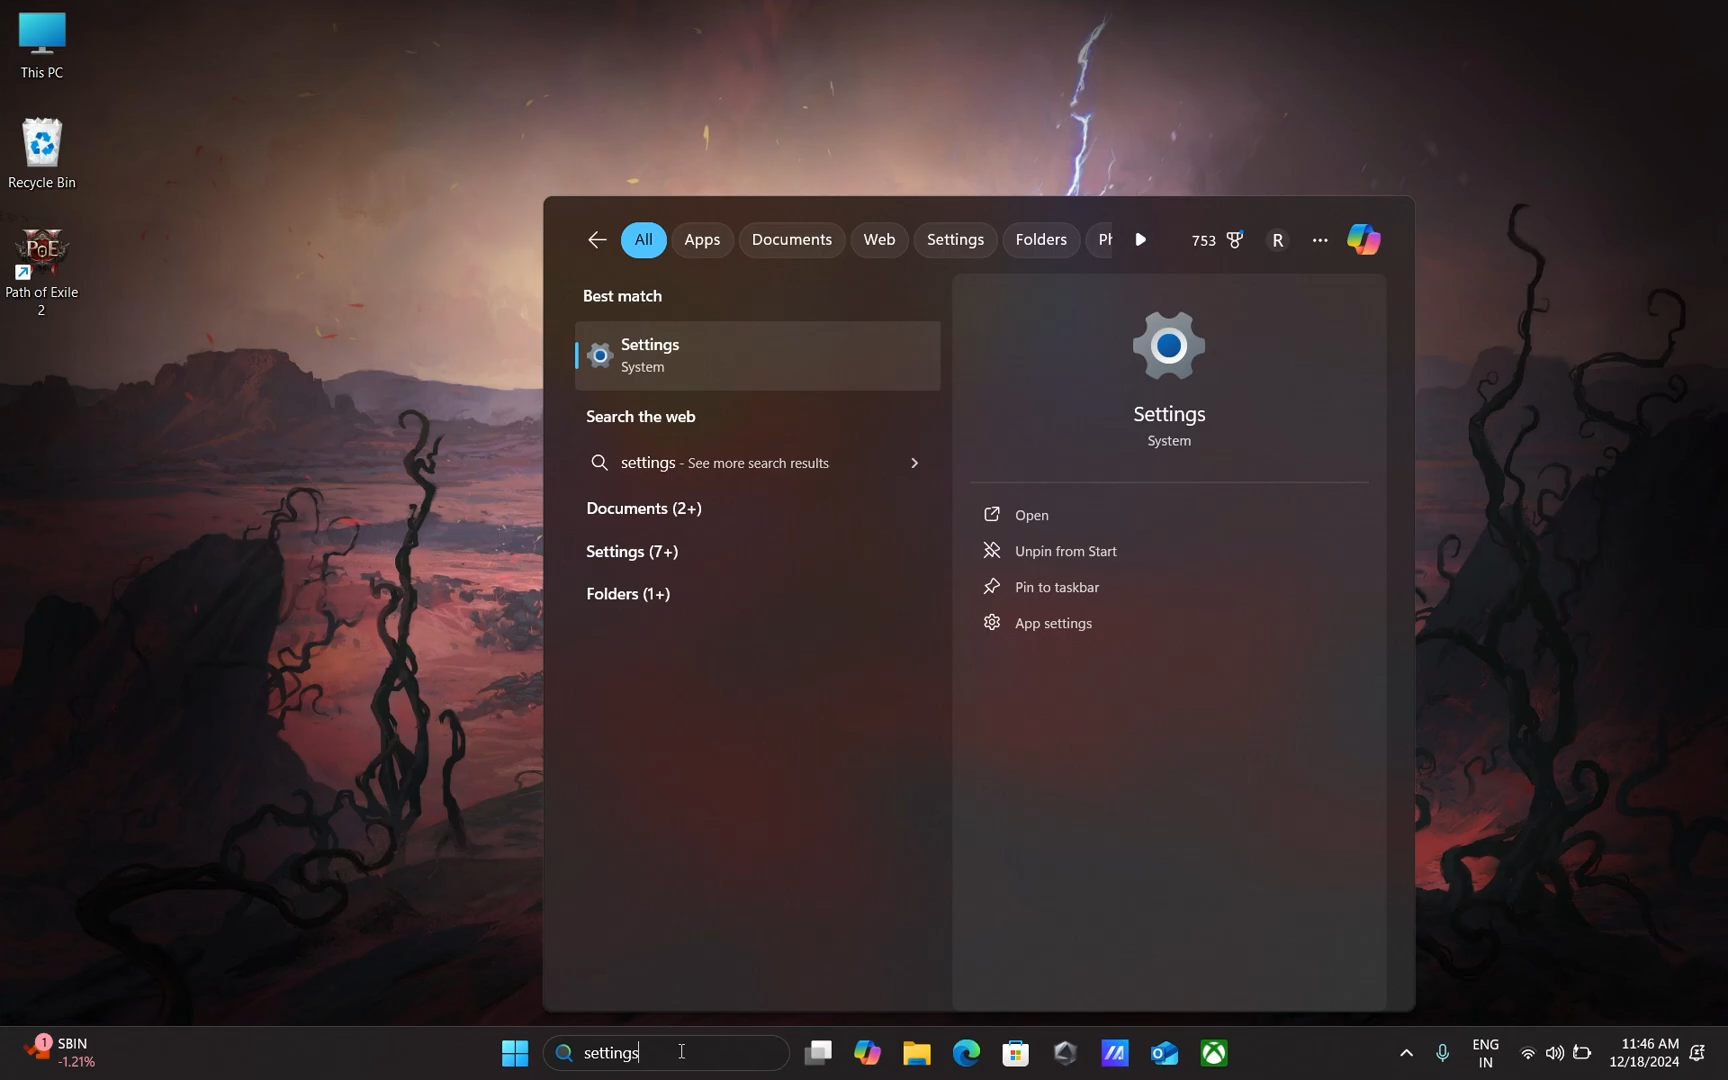 This PC
Recycle Bin
PoE
Path of Exile
2
All
Apps
Documents
Web
Settings
Folders
753
R
Best match
Settings
System
Search the web
settings - See more search results
Documents (2+)
Settings (7+)
Folders (1+)
Settings
System
Open
Unpin from Start
Pin to taskbar
App settings
1
SBIN
-1.21%
settings
ENG
IN
11:46 AM
12/18/2024